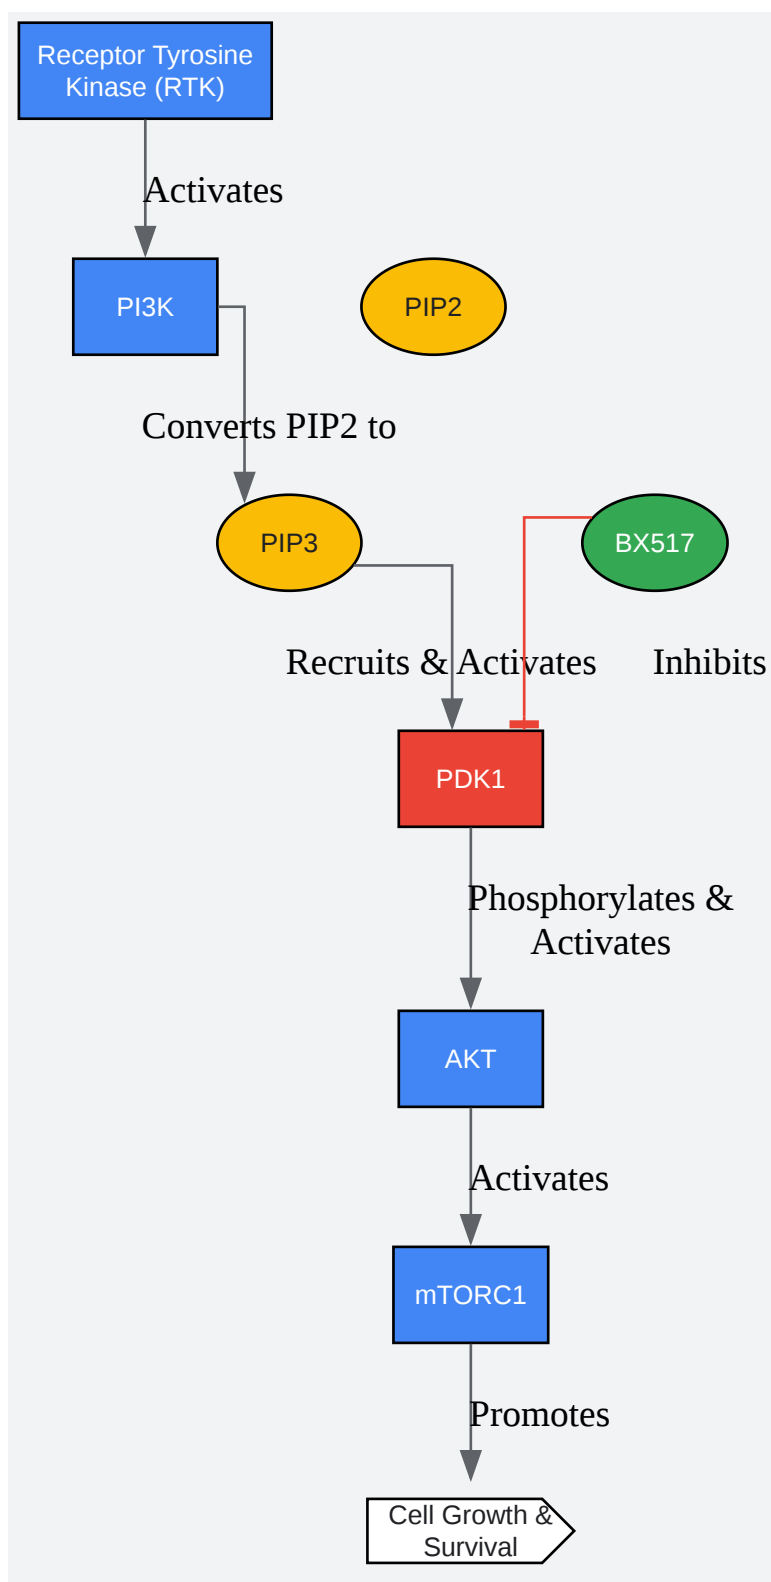 Receptor Tyrosine
Kinase (RTK)
Activates
PI3K
PIP2
Converts PIP2 to
PIP3
BX517
Recruits & Activates
Inhibits
PDK1
Phosphorylates &
Activates
AKT
Activates
mTORC1
Promotes
Cell Growth &
Survival